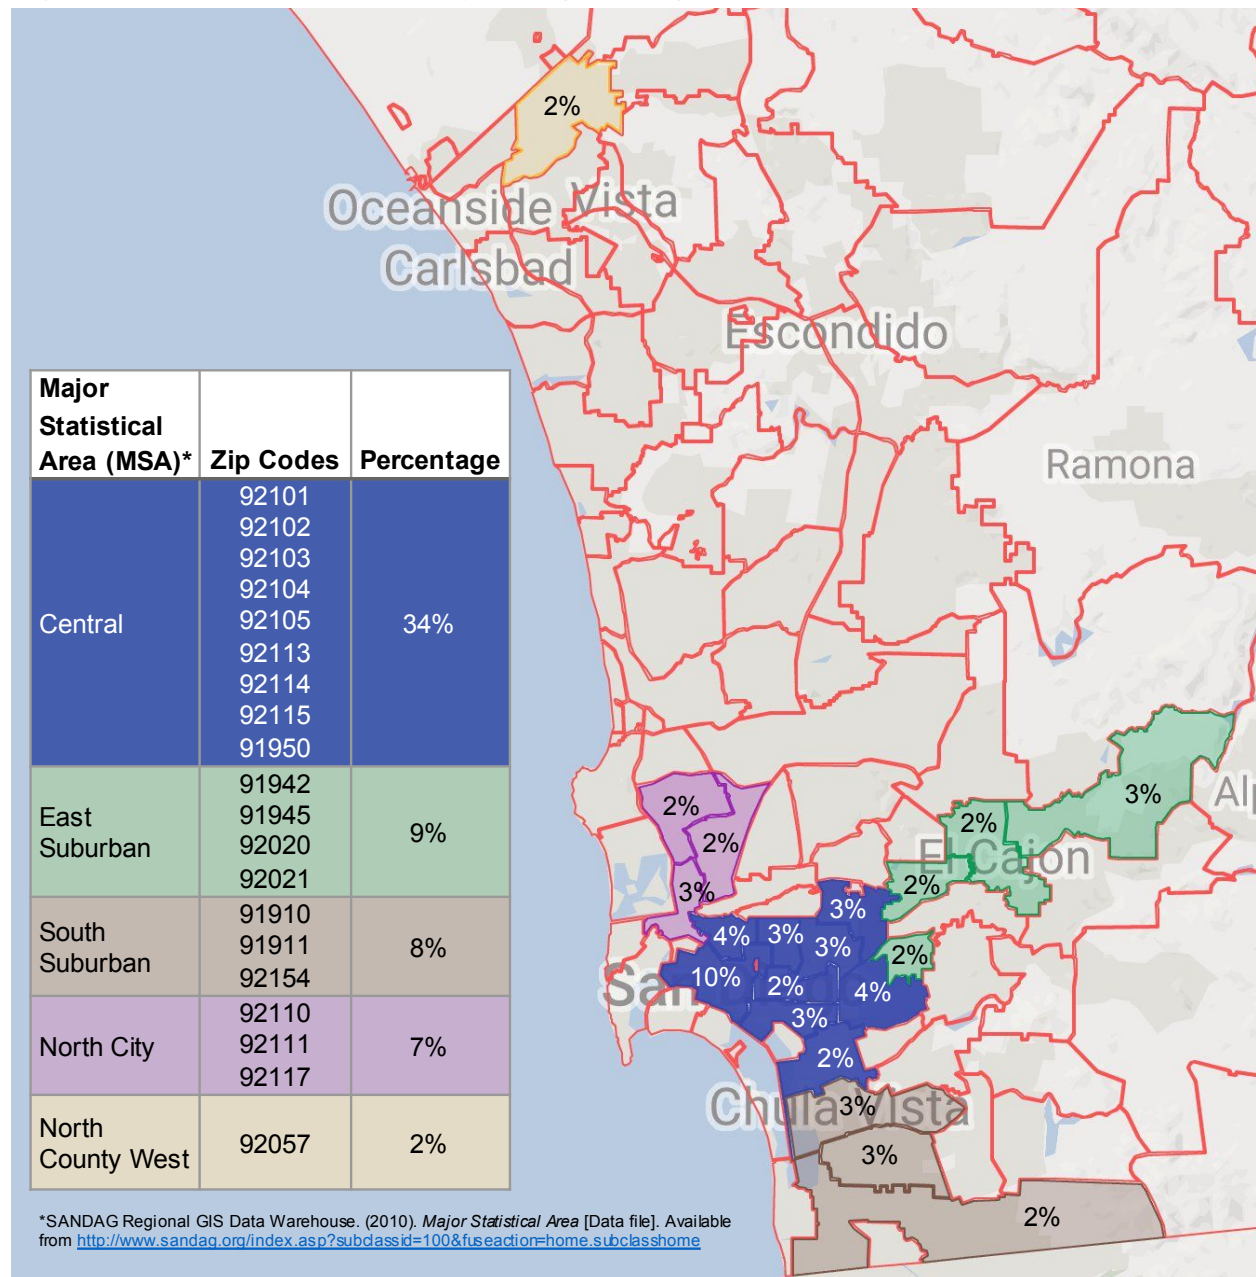 2%
Oceanside Vista
Carlsbad
Escondido
Major
Statistical
Area (MSA)* Zip Codes Percentage
Ramona
Central
92101
92102
92103
92104
92105
92113
92114
92115
91950
34%
East
Suburban
91942
91945
92020
92021
9%
South
Suburban
91910
91911
92154
8%
North City
92110
92111
92117
7%
North
County West
92057
2%
3%
Alp
2%
2%
2%
El Cajon
2%
3%
3%
4%
3%
3%
2%
10%
2%
4%
San
3%
2%
Chula Vista
3%
3%
2%
*SANDAG Regional GIS Data Warehouse. (2010). Major Statistical Area [Data file]. Available
from http://www.sandag.org/index.asp?subclassid=100&fuseaction=home.subclasshome